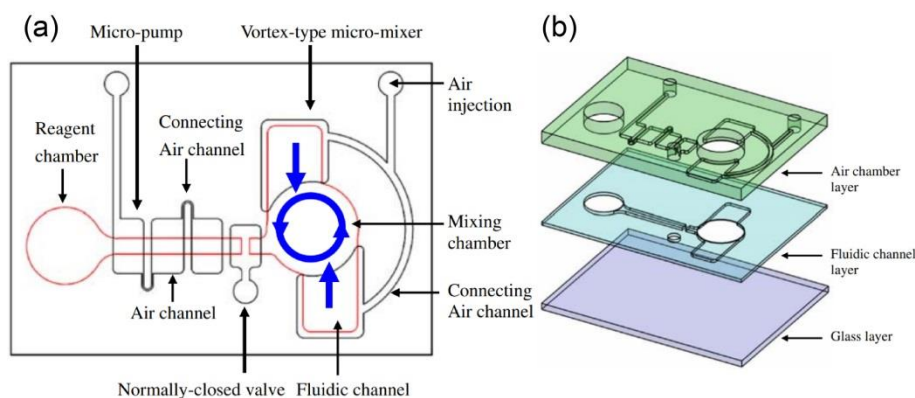 (a)
Micro-pump
Vortex-type micro-mixer
Air
injection
Reagent
chamber
Connecting
Air channel
Mixing
chamber
Air channel
Connecting
Air channel
Normally-closed valve
Fluidic channel
(b)
Air chamber
layer
Fluidic channel
layer
Glass layer